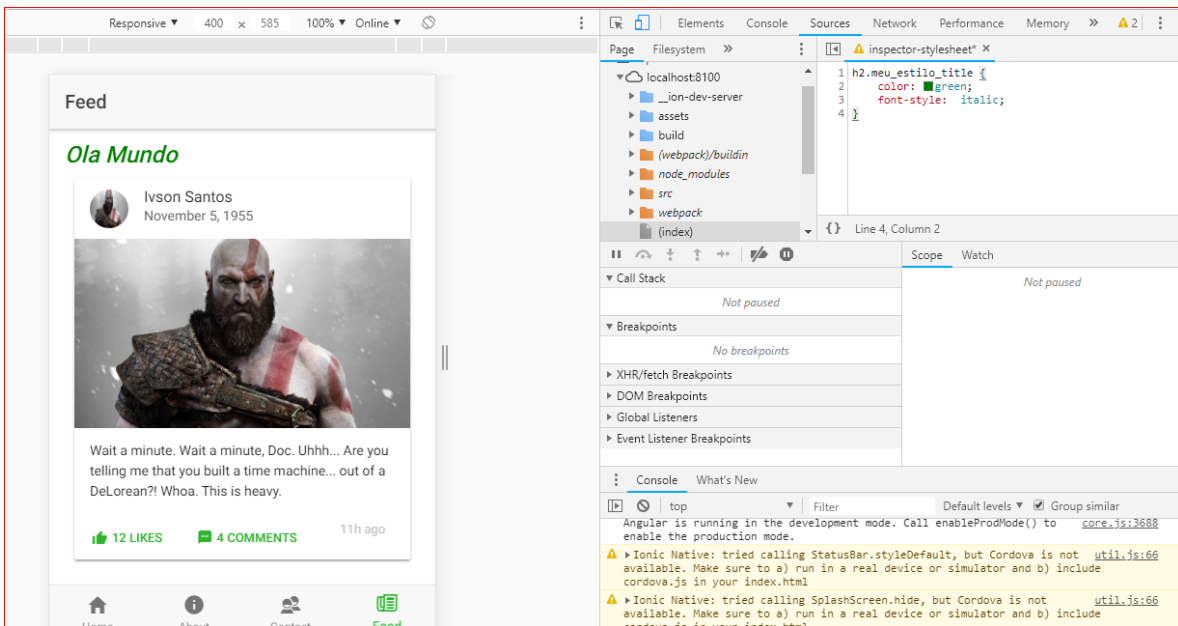 Responsive ▼ 400 x 585 100% ▼ Online ▼
Feed
Ola Mundo
Ivson Santos
November 5, 1955
Wait a minute. Wait a minute, Doc. Uhhh... Are you
telling me that you built a time machine... out of a
DeLorean?! Whoa. This is heavy.
12 LIKES 4 COMMENTS 11h ago
Home About Contact Feed
Elements Console Sources Network Performance Memory » 2
Page Filesystem »
localhost:8100
__ion-dev-server
assets
build
(webpack)/buildin
node_modules
src
webpack
(index)
inspector-stylesheet* ×
1 h2.meu_estilo_title {
2 color: green;
3 font-style: italic;
4 }
{} Line 4, Column 2
Call Stack
Not paused
Breakpoints
No breakpoints
XHR/fetch Breakpoints
DOM Breakpoints
Global Listeners
Event Listener Breakpoints
Scope Watch
Not paused
Console What's New
top ▼ Filter Default levels ▼ Group similar
Angular is running in the development mode. Call enableProdMode() to core.js:3688
enable the production mode.
Ionic Native: tried calling StatusBar.styleDefault, but Cordova is not util.js:66
available. Make sure to a) run in a real device or simulator and b) include
cordova.js in your index.html
Ionic Native: tried calling SplashScreen.hide, but Cordova is not util.js:66
available. Make sure to a) run in a real device or simulator and b) include
cordova.js in your index.html